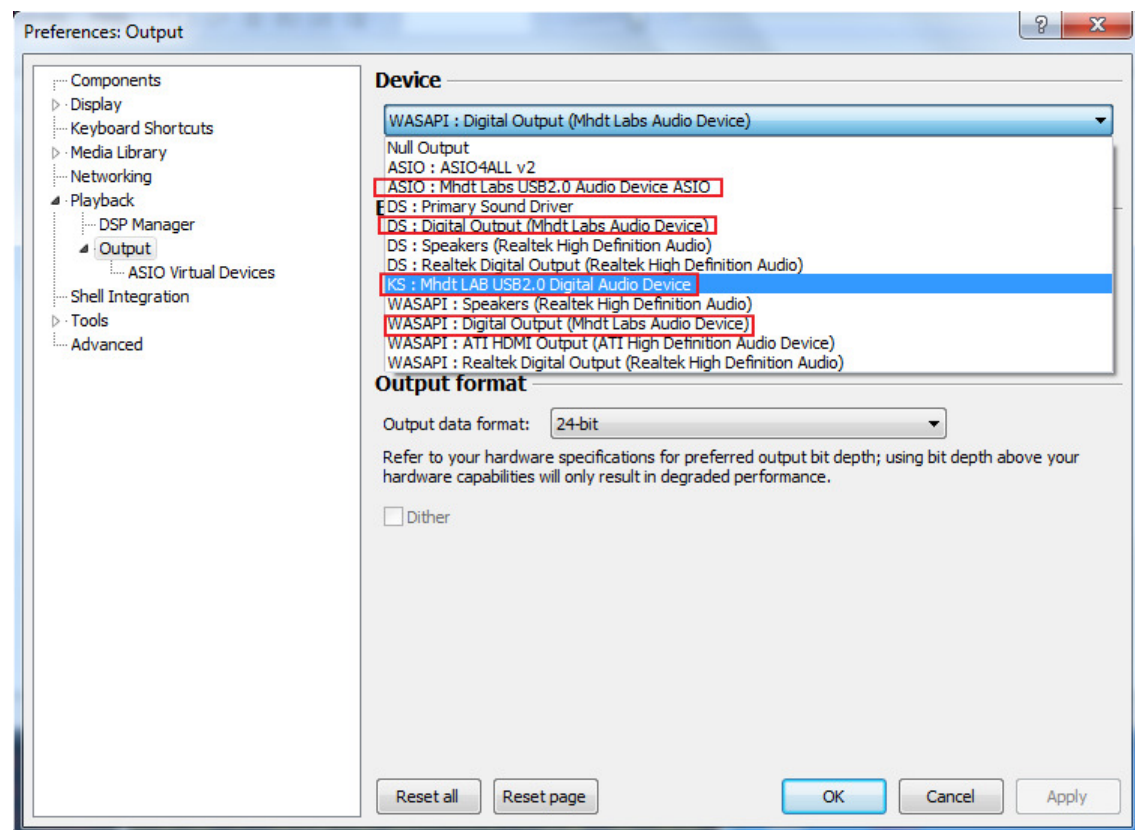 Preferences: Output
Components
Display
Keyboard Shortcuts
Media Library
Networking
Playback
DSP Manager
Output
ASIO Virtual Devices
Shell Integration
Tools
Advanced
Device
WASAPI : Digital Output (Mhdt Labs Audio Device)
Null Output
ASIO : ASIO4ALL v2
ASIO : Mhdt Labs USB2.0 Audio Device ASIO
DS : Primary Sound Driver
DS : Digital Output (Mhdt Labs Audio Device)
DS : Speakers (Realtek High Definition Audio)
DS : Realtek Digital Output (Realtek High Definition Audio)
KS : Mhdt LAB USB2.0 Digital Audio Device
WASAPI : Speakers (Realtek High Definition Audio)
WASAPI : Digital Output (Mhdt Labs Audio Device)
WASAPI : ATI HDMI Output (ATI High Definition Audio Device)
WASAPI : Realtek Digital Output (Realtek High Definition Audio)
Output format
Output data format: 24-bit
Refer to your hardware specifications for preferred output bit depth; using bit depth above your
hardware capabilities will only result in degraded performance.
Dither
Reset all Reset page OK Cancel Apply